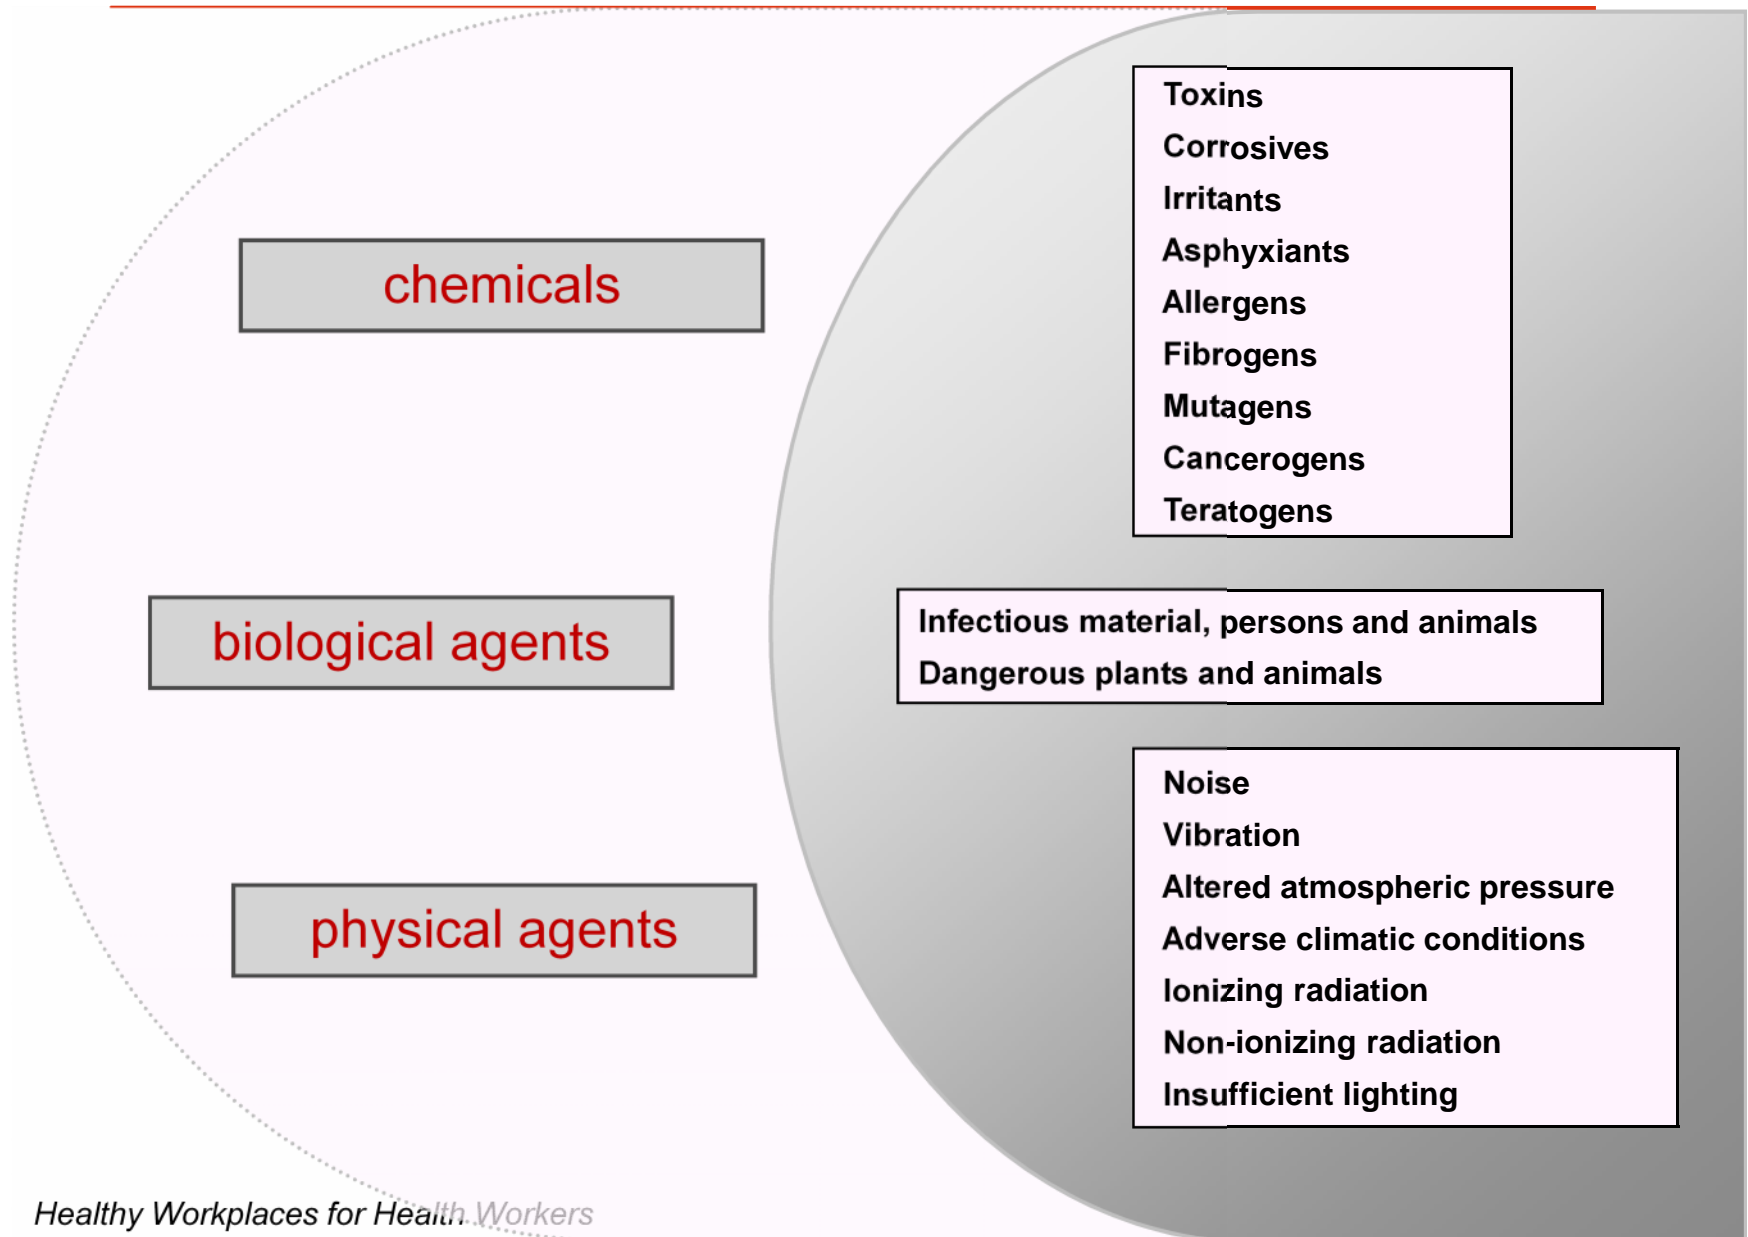 chemicals
Toxins
Corrosives
Irritants
Asphyxiants
Allergens
Fibrogens
Mutagens
Cancerogens
Teratogens
biological agents
Infectious material, persons and animals
Dangerous plants and animals
physical agents
Noise
Vibration
Altered atmospheric pressure
Adverse climatic conditions
Ionizing radiation
Non-ionizing radiation
Insufficient lighting
Healthy Workplaces for Health Workers